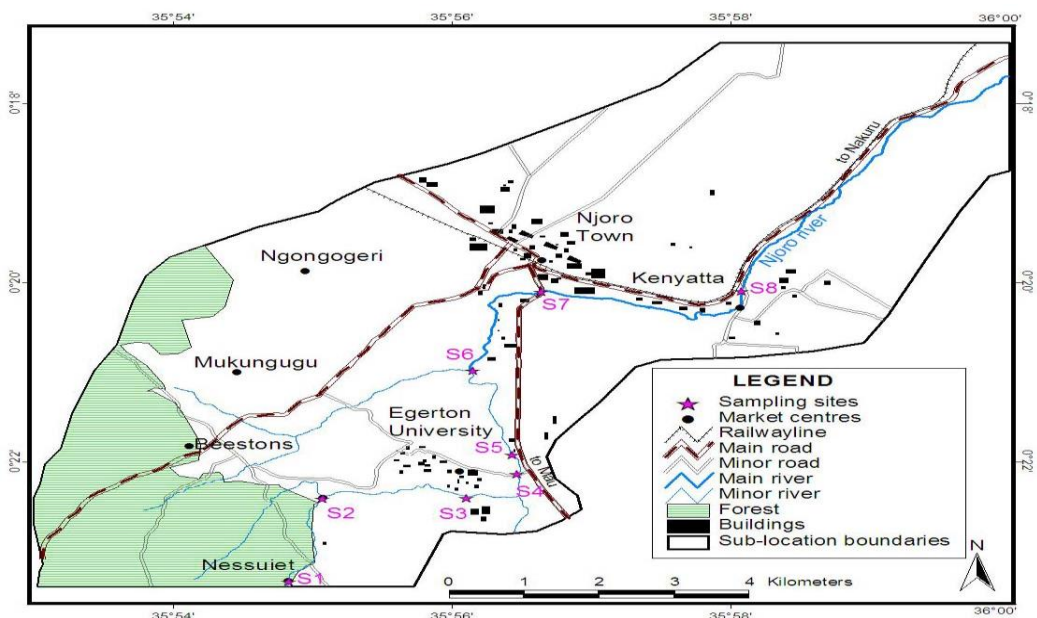 35°54'
35°56'
35°58'
36°00'
0°18'
0°18'
to Nakuru
Njoro river
Njoro
Town
Ngongogeri
Kenyatta
S8
0°20'
0°20'
S7
S6
Mukungugu
Egerton
University
Beestons
S5
S4
to Mau
0°22'
0°22'
S2
S3
Nessuiet
S1
LEGEND
Sampling sites
Market centres
Railwayline
Main road
Minor road
Main river
Minor river
Forest
Buildings
Sub-location boundaries
N
0 1 2 3 4 Kilometers
35°54'
35°56'
35°58'
36°00'